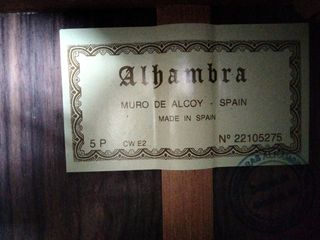 Alhambra
MURO DE ALCOY - SPAIN
MADE IN SPAIN
5 P CW E2 Nº 22105275